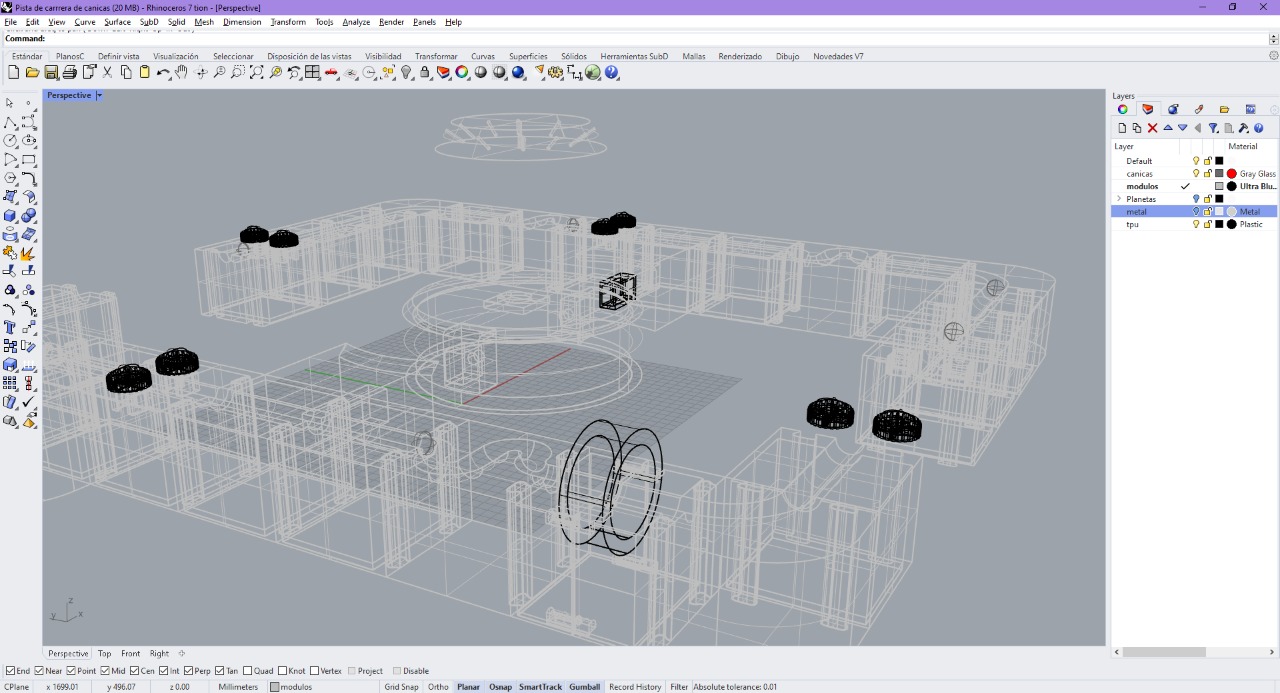 Pista de carrera de canicas (20 MB) - Rhinoceros 7 tion - [Perspective]
File Edit View Curve Surface SubD Solid Mesh Dimension Transform Tools Analyze Render Panels Help
Command:
Estándar PlanosC Definir vista Visualización Seleccionar Disposición de las vistas Visibilidad Transformar Curvas Superficies Sólidos Herramientas SubD Mallas Renderizado Dibujo Novedades V7
Perspective
Layers
Layer Material
Default
canicas Gray Glass
modulos Ultra Blu...
Planetas
metal Metal
tpu Plastic
z
y x
Perspective Top Front Right
End Near Point Mid Cen Int Perp Tan Quad Knot Vertex Project Disable
CPlane x 1699.01 y 496.07 z 0.00 Millimeters modulos Grid Snap Ortho Planar Osnap SmartTrack Gumball Record History Filter Absolute tolerance: 0.01